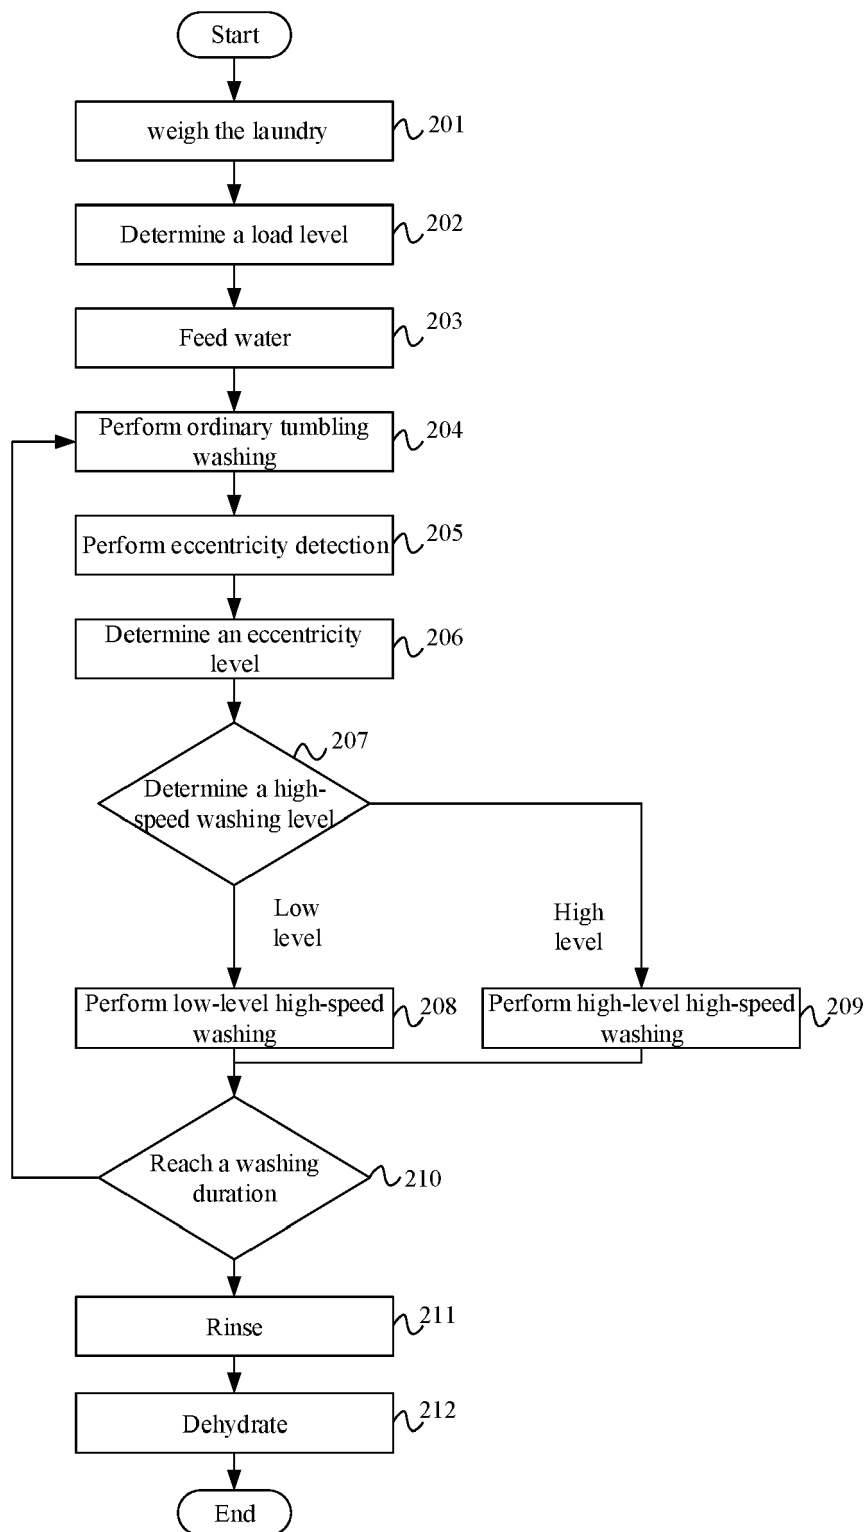 Start
weigh the laundry
201
Determine a load level
202
Feed water
203
Perform ordinary tumbling
washing
204
Perform eccentricity detection
205
Determine an eccentricity
level
206
207
Determine a high-
speed washing level
Low
level
High
level
Perform low-level high-speed
washing
208
Perform high-level high-speed
washing
209
Reach a washing
duration
210
Rinse
211
Dehydrate
212
End